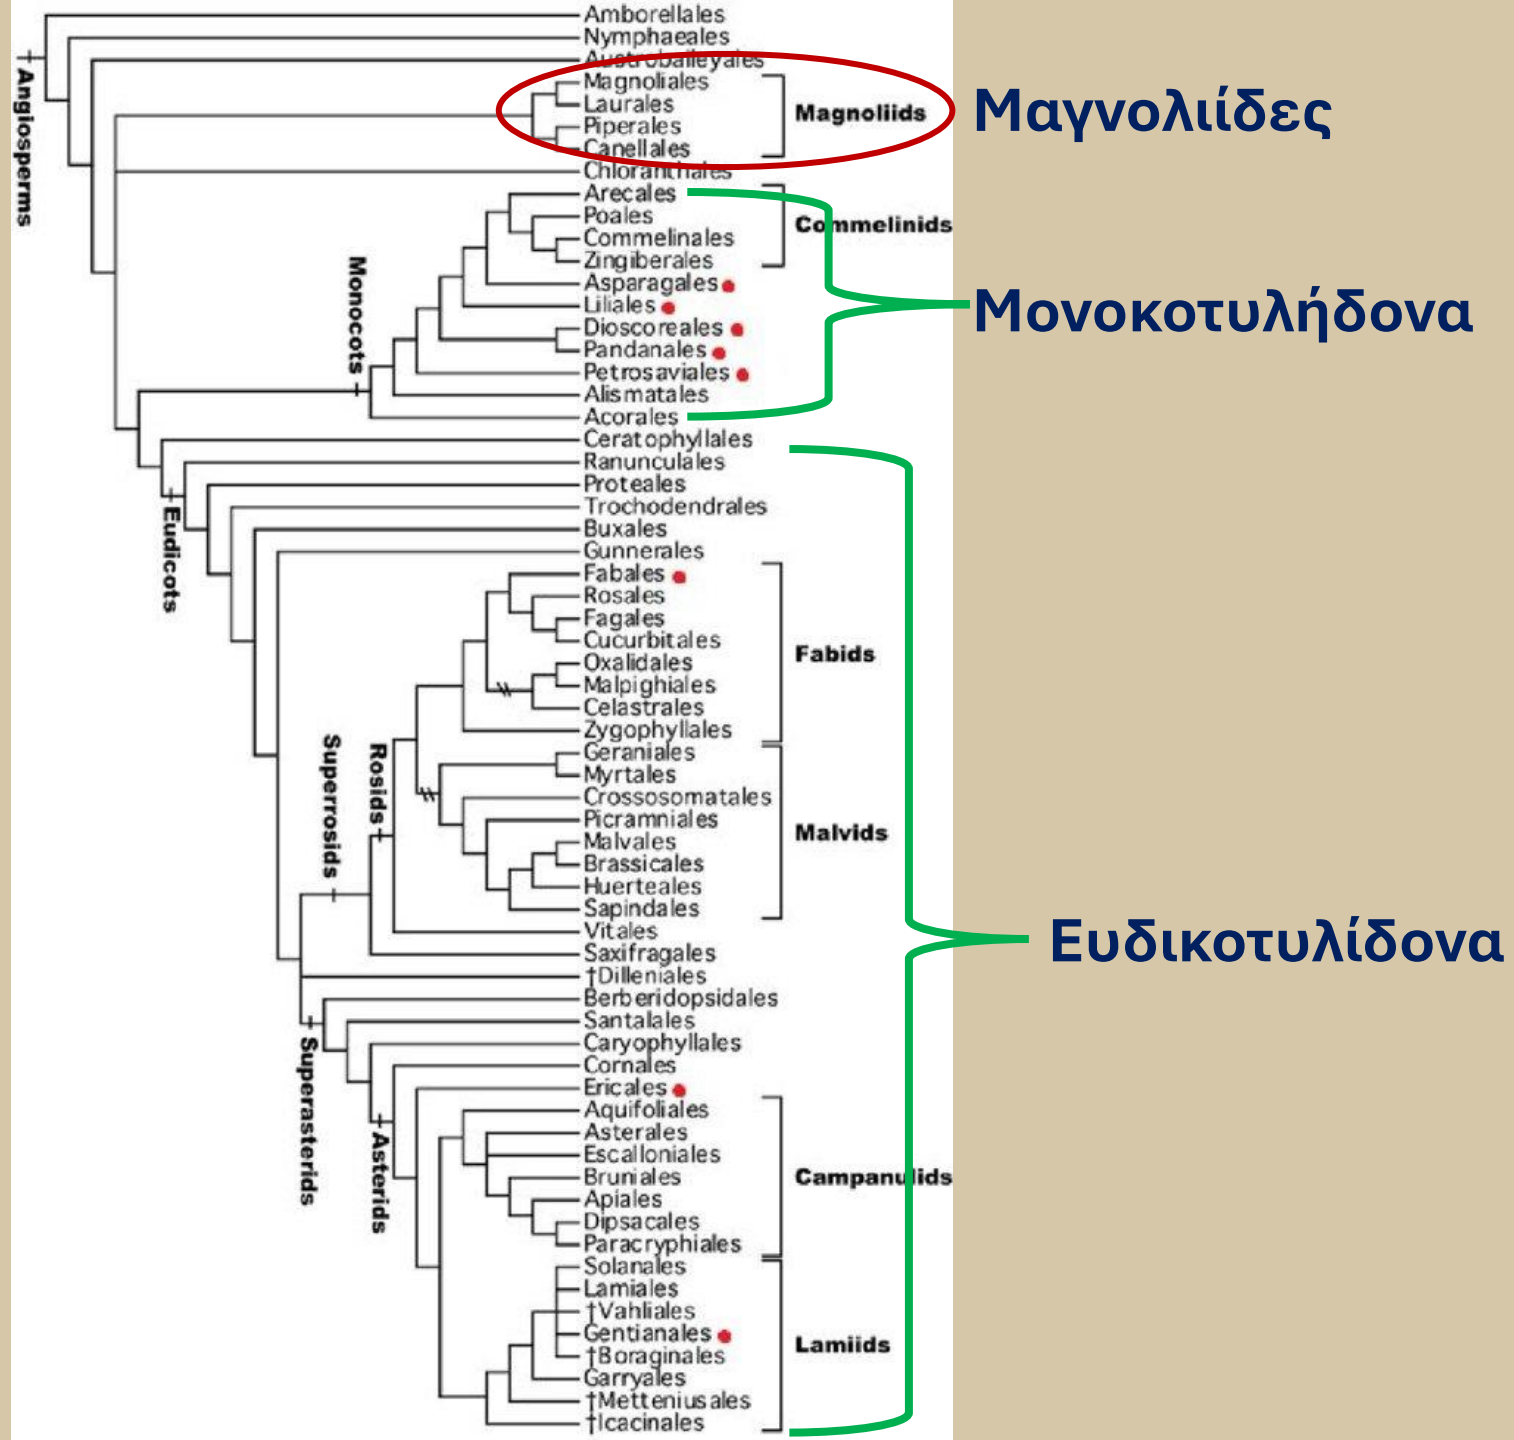 Amborellales
Nymphaeales
Austrobaileyales
Magnoliales
Laurales
Piperales
Canellales
Magnoliids
Μαγνολιίδες
Chloranthales
Angiosperms
Arecales
Poales
Commelinales
Zingiberales
Commelinids
Asparagales
Liliales
Dioscoreales
Pandanales
Petrosaviales
Alismatales
Acorales
Monocots
Μονοκοτυλήδονα
Ceratophyllales
Ranunculales
Proteales
Trochodendrales
Buxales
Gunnerales
Eudicots
Fabales
Rosales
Fagales
Cucurbitales
Oxalidales
Malpighiales
Celastrales
Zygophyllales
Fabids
Geraniales
Myrtales
Crossosomatales
Picramniales
Malvales
Brassicales
Huerteales
Sapindales
Malvids
Vitales
Saxifragales
Rosids
Superrosids
Ευδικοτυλίδονα
†Dilleniales
Berberidopsidales
Santalales
Caryophyllales
Cornales
Ericales
Superasterids
Asterids
Aquifoliales
Asterales
Escalloniales
Bruniales
Apiales
Dipsacales
Paracryphiales
Campanulids
Solanales
Lamiales
†Vahliales
Gentianales
†Boraginales
Garryales
†Metteniusales
†Icacinales
Lamiids